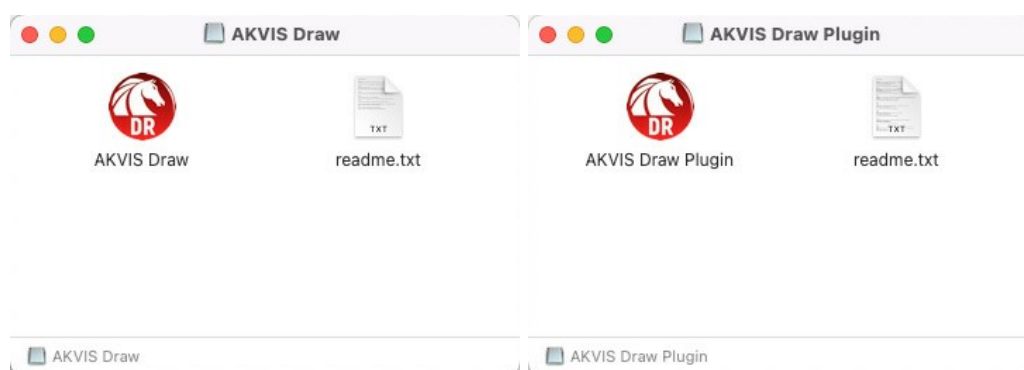 AKVIS Draw
DR
TXT
AKVIS Draw
readme.txt
AKVIS Draw
AKVIS Draw Plugin
DR
TXT
AKVIS Draw Plugin
readme.txt
AKVIS Draw Plugin